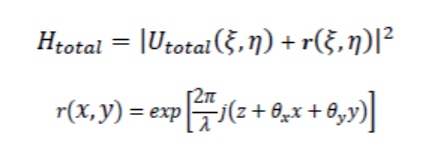 H_total = |U_total(ξ, η) + r(ξ, η)|²
r(x, y) = exp[2π/λ j(z + θ_x x + θ_y y)]